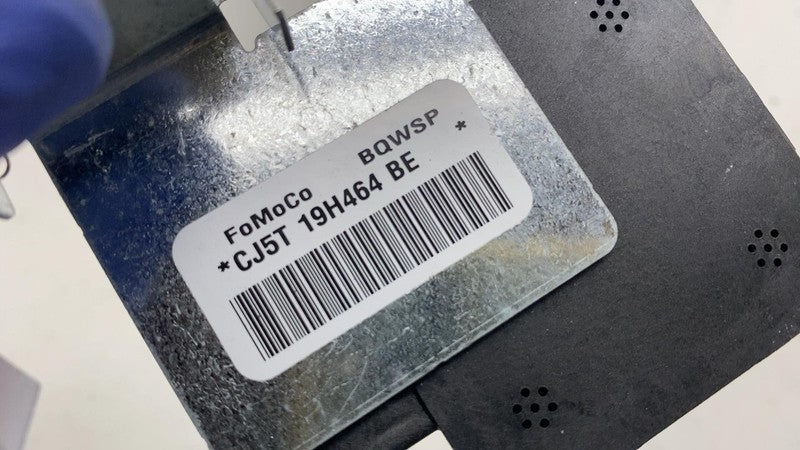 FoMoCo BQWSP
*CJ5T 19H464 BE *